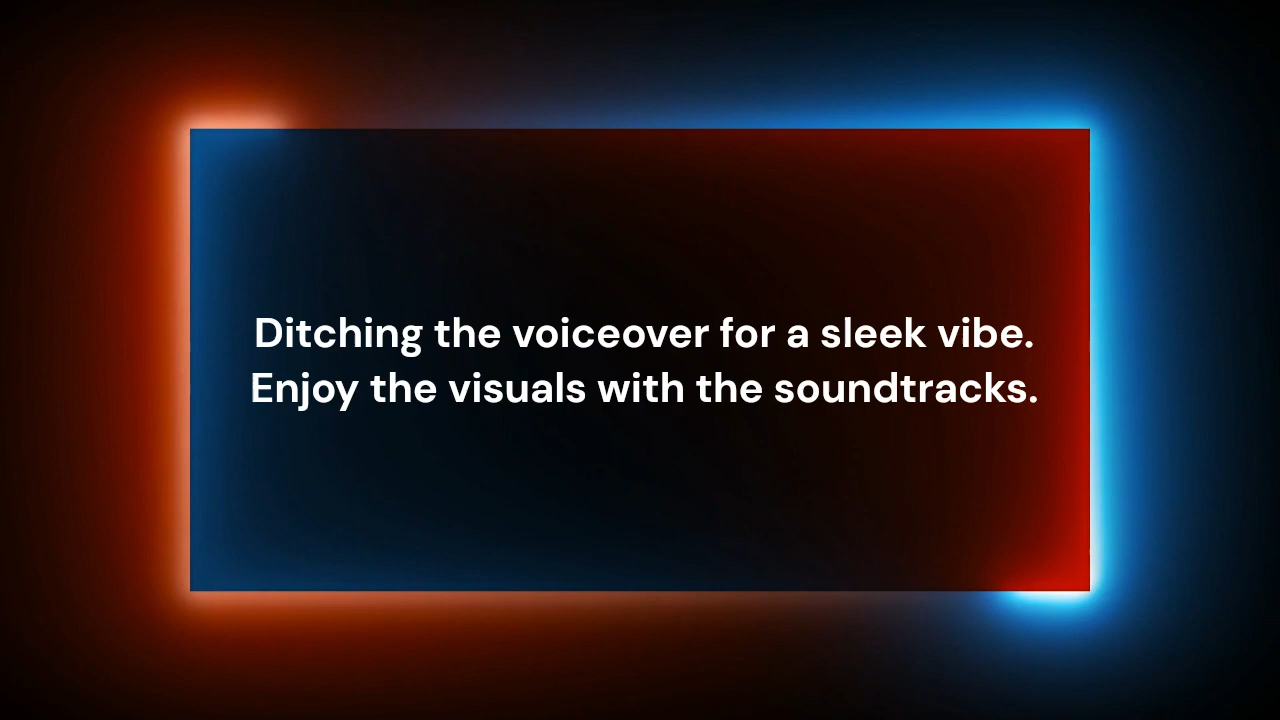 Ditching the voiceover for a sleek vibe.
Enjoy the visuals with the soundtracks.